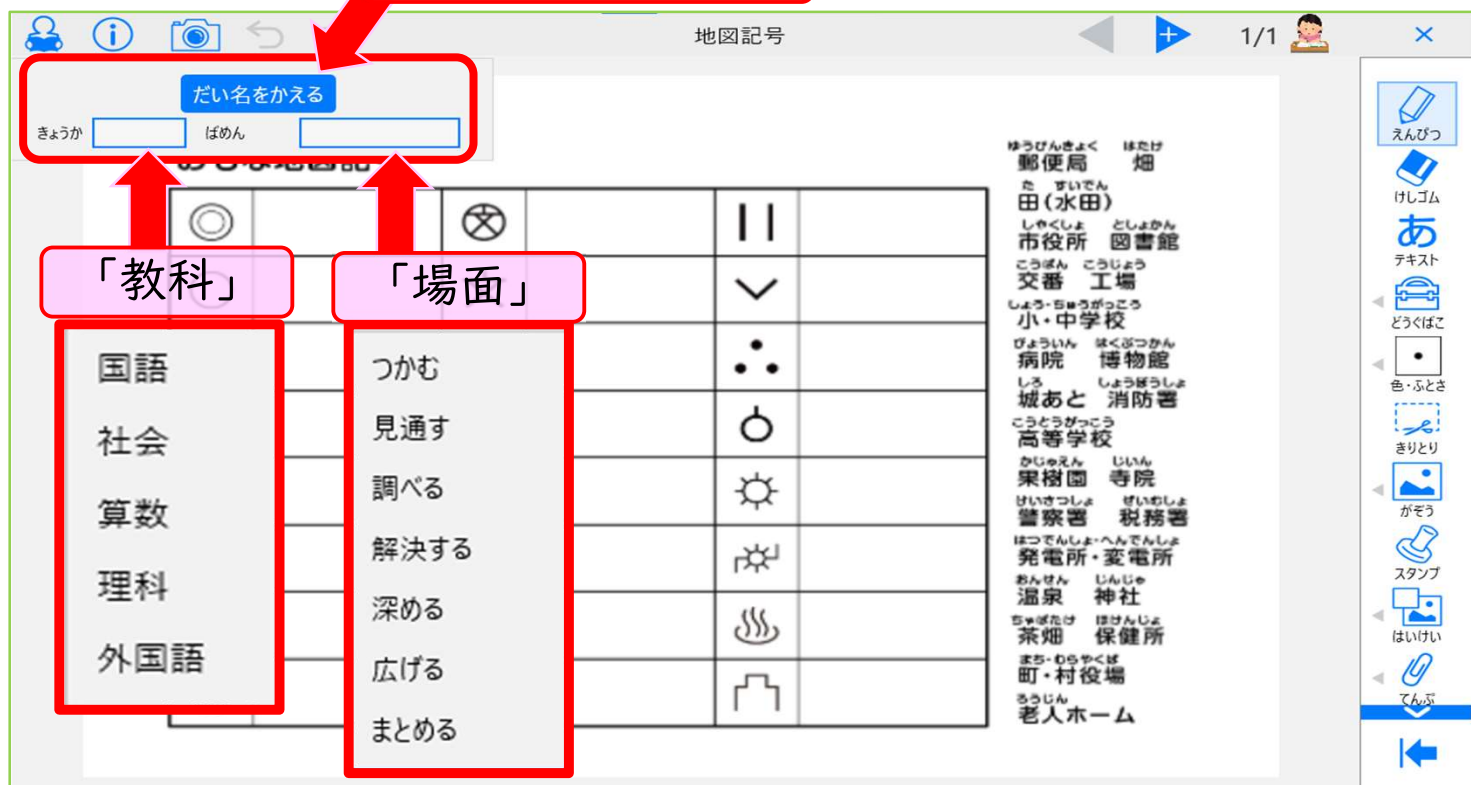 地図記号
1/1
だい名をかえる
きょうか
ばめん
「教科」
国語
社会
算数
理科
外国語
「場面」
つかむ
見通す
調べる
解決する
深める
広げる
まとめる
ゆうびんきょく はたけ
郵便局 畑
た すいでん
田(水田)
しやくしょ としょかん
市役所 図書館
こうばん こうじょう
交番 工場
しょう・ちゅうがっこう
小・中学校
びょういん はくぶつかん
病院 博物館
しろ しょうぼうしょ
城あと 消防署
こうとうがっこう
高等学校
かじゅえん じいん
果樹園 寺院
けいさつしょ ぜいむしょ
警察署 税務署
はつでんしょ・へんでんしょ
発電所・変電所
おんせん じんじゃ
温泉 神社
ちゃばたけ ほけんじょ
茶畑 保健所
まち・むらやくば
町・村役場
ろうじん
老人ホーム
えんぴつ
けしゴム
あ
テキスト
どうぐばこ
色・ふとさ
きりとり
がぞう
スタンプ
はいけい
てんぷ